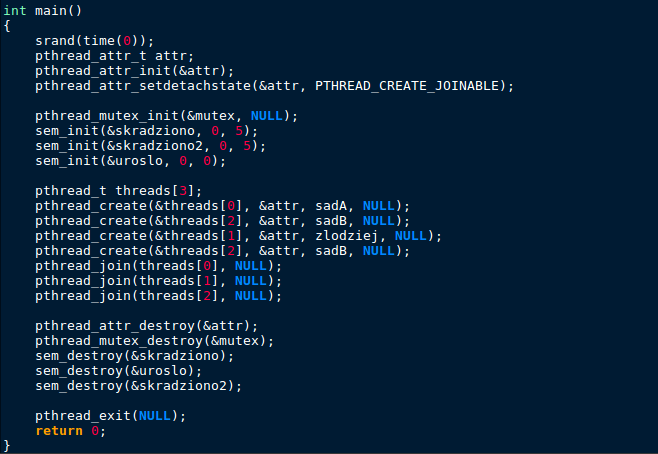 int main()
{
    srand(time(0));
    pthread_attr_t attr;
    pthread_attr_init(&attr);
    pthread_attr_setdetachstate(&attr, PTHREAD_CREATE_JOINABLE);

    pthread_mutex_init(&mutex, NULL);
    sem_init(&skradziono, 0, 5);
    sem_init(&skradziono2, 0, 5);
    sem_init(&uroslo, 0, 0);

    pthread_t threads[3];
    pthread_create(&threads[0], &attr, sadA, NULL);
    pthread_create(&threads[2], &attr, sadB, NULL);
    pthread_create(&threads[1], &attr, zlodziej, NULL);
    pthread_create(&threads[2], &attr, sadB, NULL);
    pthread_join(threads[0], NULL);
    pthread_join(threads[1], NULL);
    pthread_join(threads[2], NULL);

    pthread_attr_destroy(&attr);
    pthread_mutex_destroy(&mutex);
    sem_destroy(&skradziono);
    sem_destroy(&uroslo);
    sem_destroy(&skradziono2);

    pthread_exit(NULL);
    return 0;
}